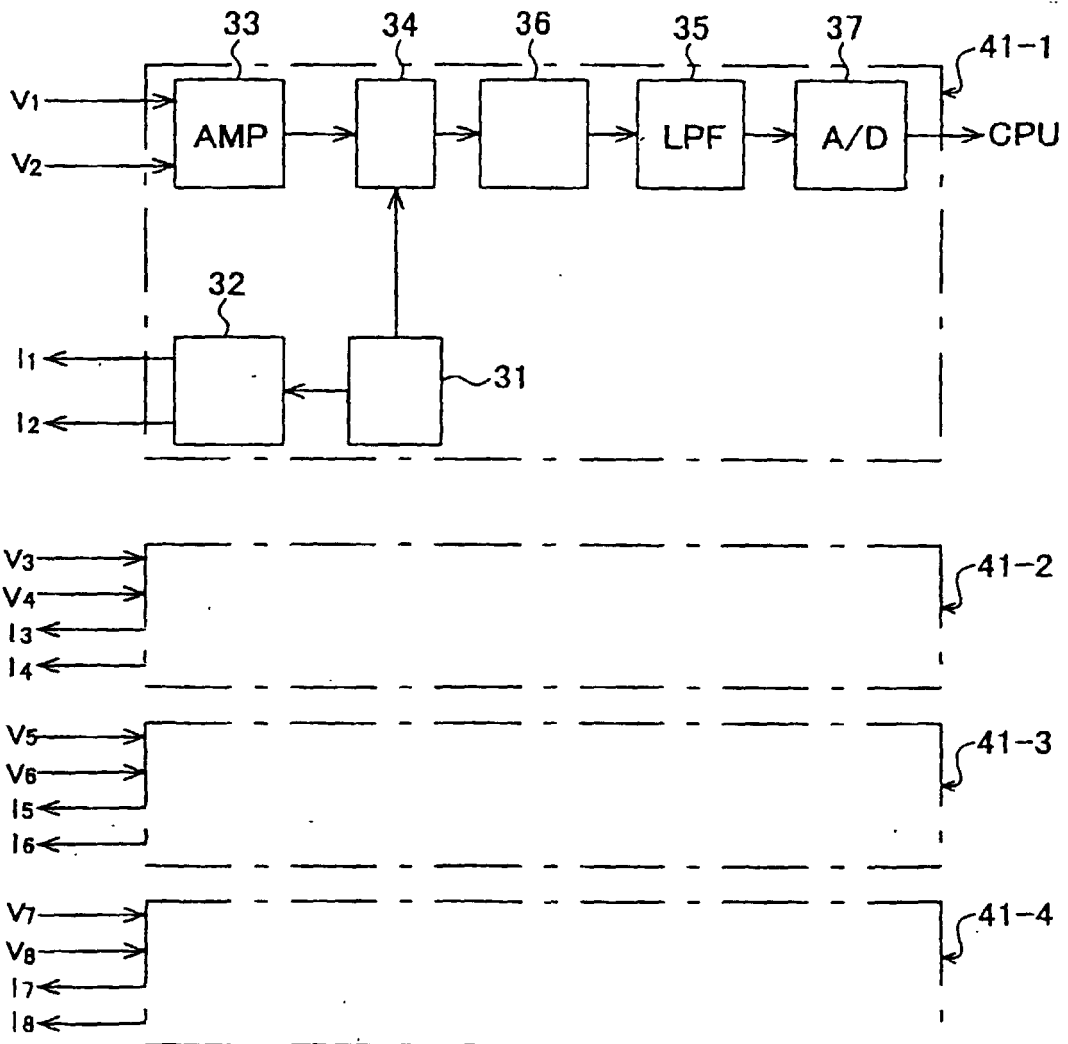 33 34 36 35 37
41-1
V1
AMP LPF A/D CPU
V2
32
I1
31
I2
V3
41-2
V4
I3
I4
V5
41-3
V6
I5
I6
V7
41-4
V8
I7
I8